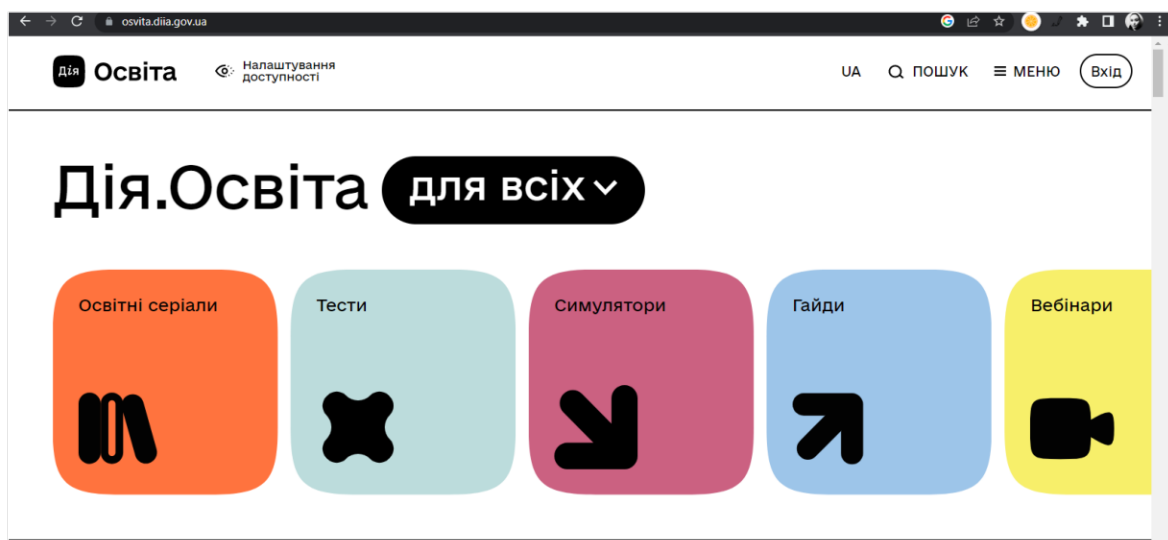 osvita.diia.gov.ua
Дія Освіта
Налаштування
доступності
UA
ПОШУК
МЕНЮ
Вхід
Дія.Освіта для всіх
Освітні серіали
Тести
Симулятори
Гайди
Вебінари